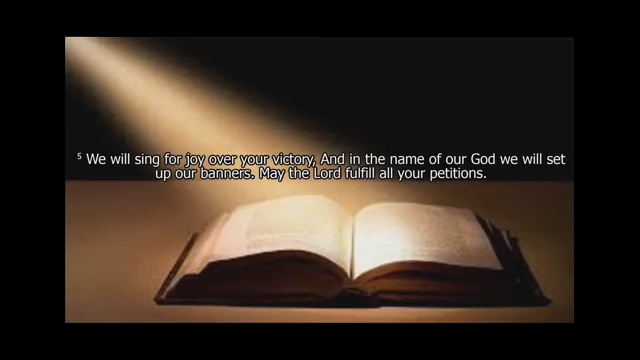 ⁵ We will sing for joy over your victory, And in the name of our God we will set
up our banners. May the Lord fulfill all your petitions.